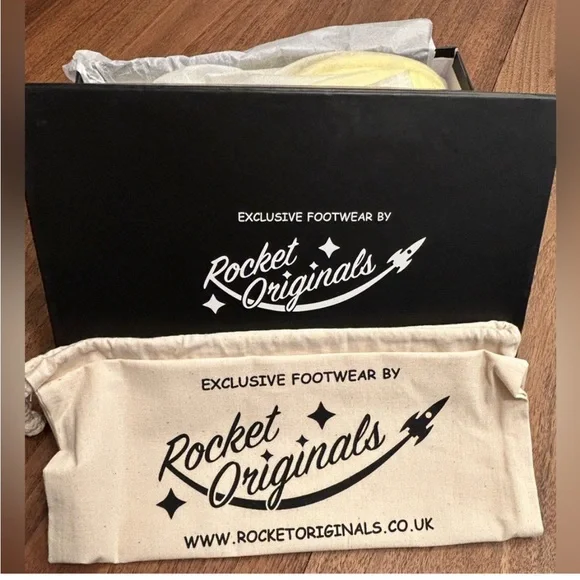 EXCLUSIVE FOOTWEAR BY
Rocket
Originals
EXCLUSIVE FOOTWEAR BY
Rocket
Originals
WWW.ROCKETORIGINALS.CO.UK